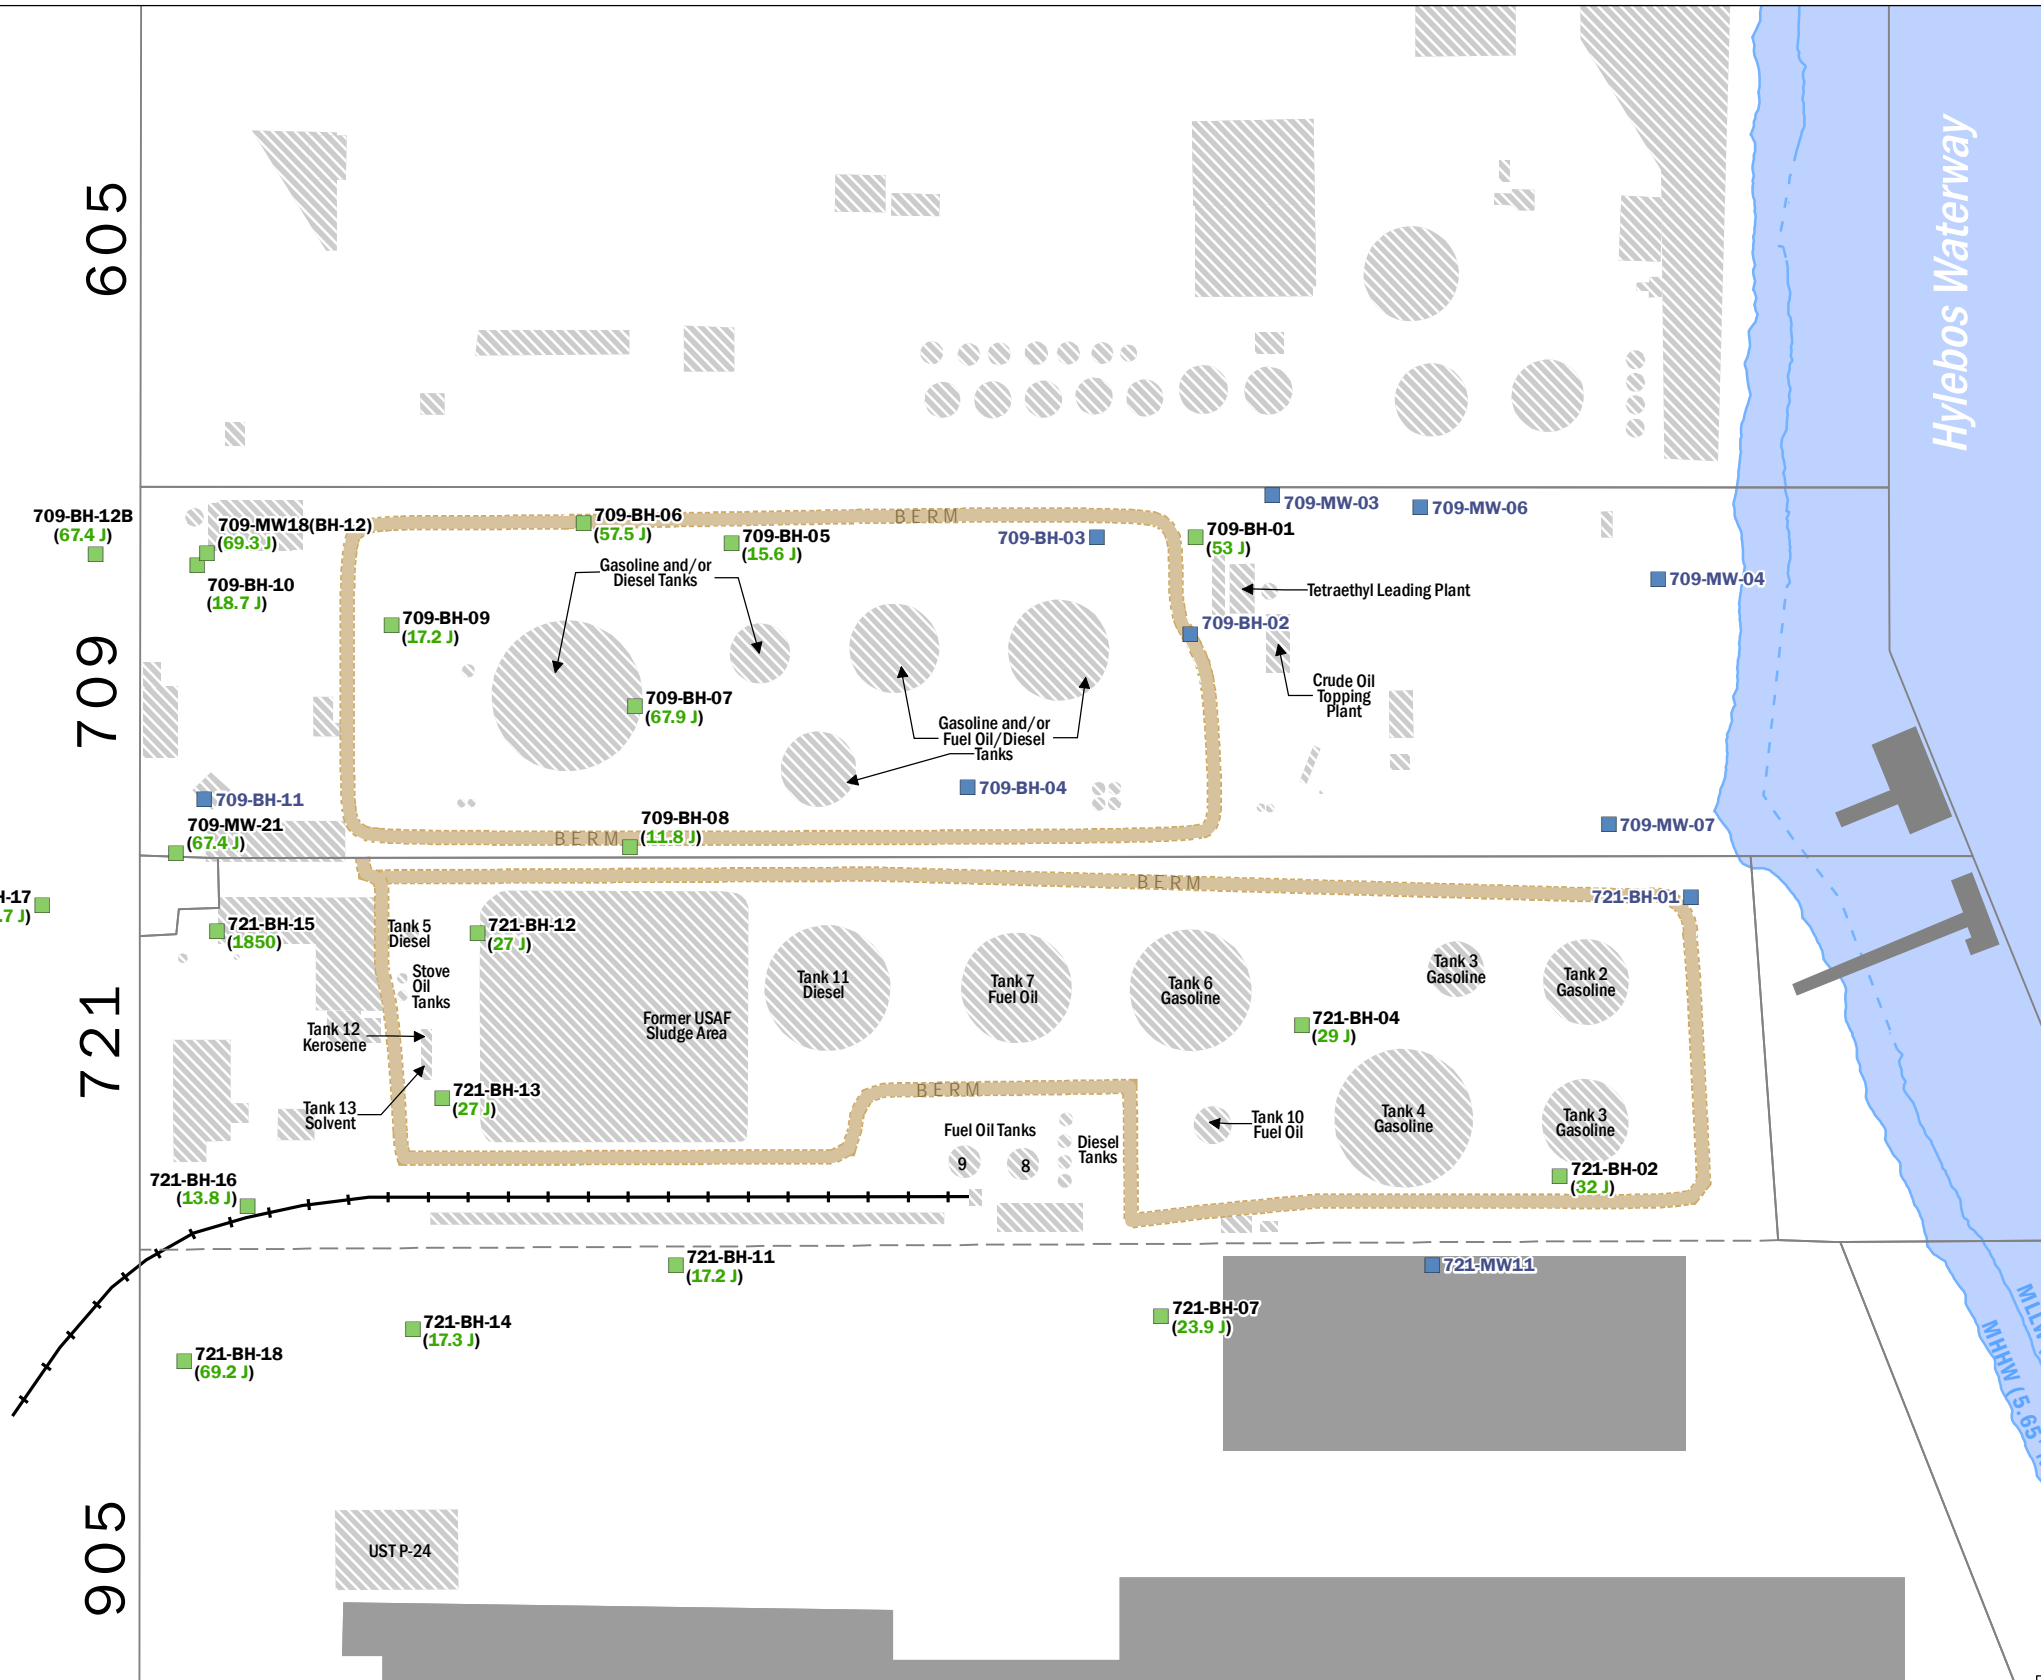 605
Hylebos Waterway
709-BH-12B
(67.4 J)
709-MW18(BH-12)
(69.3 J)
709-BH-10
(18.7 J)
709-BH-06
(57.5 J)
709-BH-05
(15.6 J)
BERM
709-BH-03
709-BH-01
(53 J)
709-MW-03
709-MW-06
709-MW-04
Gasoline and/or
Diesel Tanks
Tetraethyl Leading Plant
709-BH-09
(17.2 J)
709-BH-02
709
709-BH-07
(67.9 J)
Crude Oil
Topping
Plant
Gasoline and/or
Fuel Oil/Diesel
Tanks
709-BH-11
709-BH-04
709-MW-21
(67.4 J)
709-BH-08
(11.8 J)
BERM
709-MW-07
BERM
H-17
.7 J)
721-BH-15
(1850)
Tank 5
Diesel
721-BH-12
(27 J)
721-BH-01
Stove
Oil
Tanks
Tank 11
Diesel
Tank 7
Fuel Oil
Tank 6
Gasoline
Tank 3
Gasoline
Tank 2
Gasoline
721
Tank 12
Kerosene
Former USAF
Sludge Area
721-BH-04
(29 J)
Tank 13
Solvent
721-BH-13
(27 J)
BERM
Fuel Oil Tanks
9
8
Diesel
Tanks
Tank 10
Fuel Oil
Tank 4
Gasoline
Tank 3
Gasoline
721-BH-16
(13.8 J)
721-BH-02
(32 J)
721-BH-11
(17.2 J)
721-MW11
721-BH-14
(17.3 J)
721-BH-07
(23.9 J)
721-BH-18
(69.2 J)
MHHW (5.65'
905
UST P-24